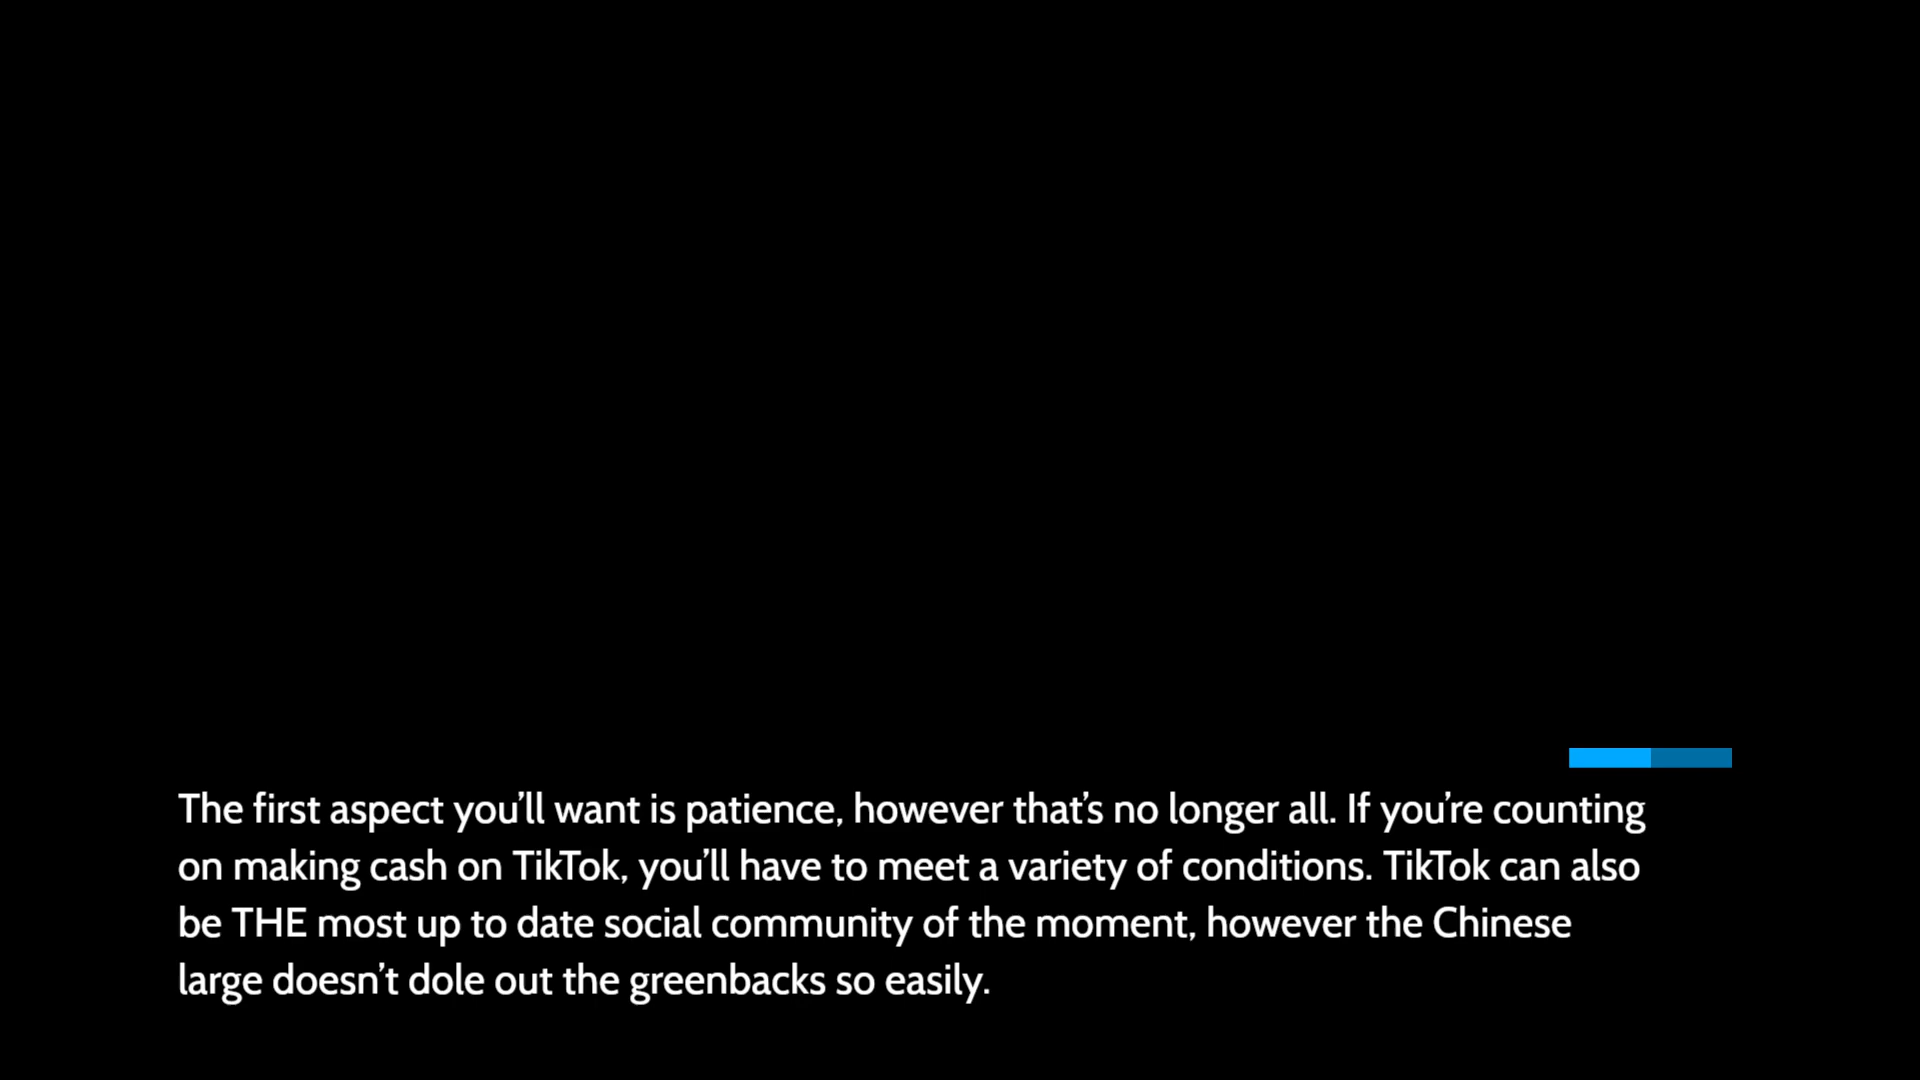 The first aspect you’ll want is patience, however that’s no longer all. If you’re counting
on making cash on TikTok, you’ll have to meet a variety of conditions. TikTok can also
be THE most up to date social community of the moment, however the Chinese
large doesn’t dole out the greenbacks so easily.